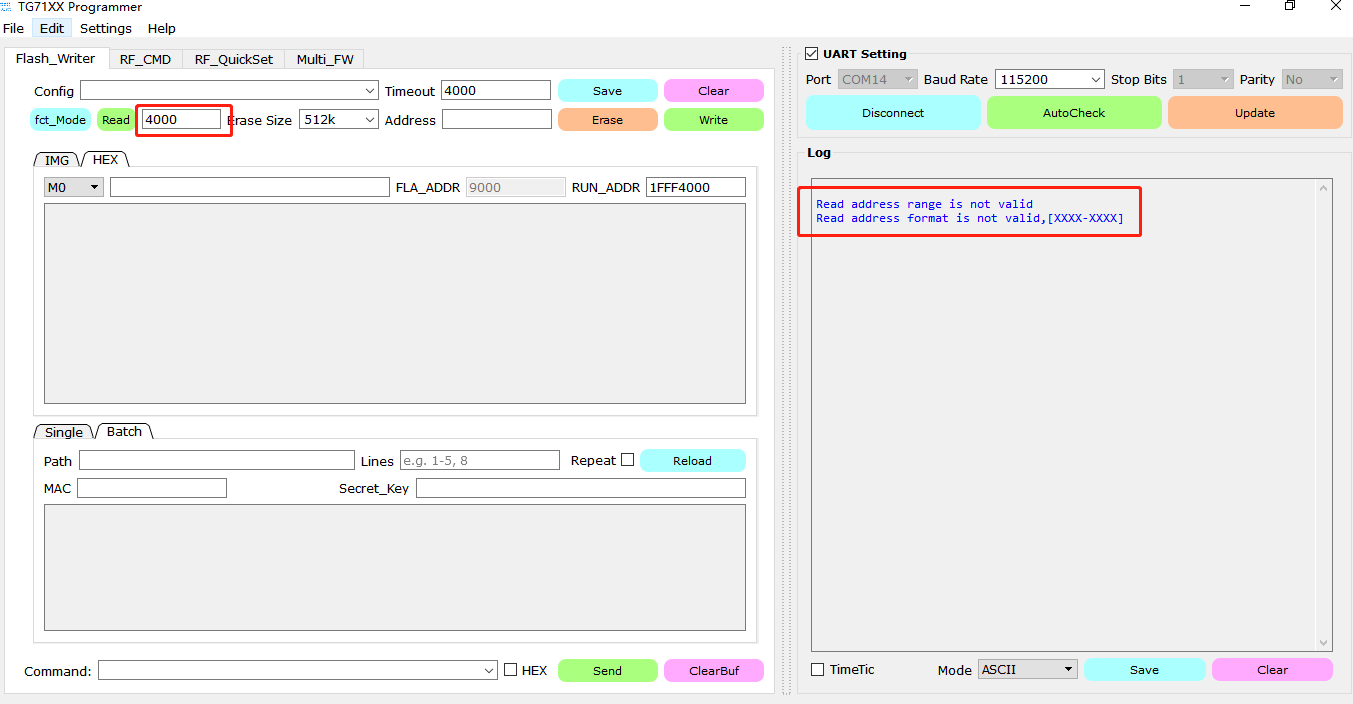 TG71XX Programmer
File Edit Settings Help
Flash_Writer RF_CMD RF_QuickSet Multi_FW
Config Timeout 4000 Save Clear
fct_Mode Read 4000 Erase Size 512k Address Erase Write
IMG HEX
M0 FLA_ADDR 9000 RUN_ADDR 1FFF4000
Single Batch
Path Lines e.g. 1-5, 8 Repeat Reload
MAC Secret_Key
Command: HEX Send ClearBuf
UART Setting
Port COM14 Baud Rate 115200 Stop Bits 1 Parity No
Disconnect AutoCheck Update
Log
Read address range is not valid
Read address format is not valid,[XXXX-XXXX]
TimeTic Mode ASCII Save Clear